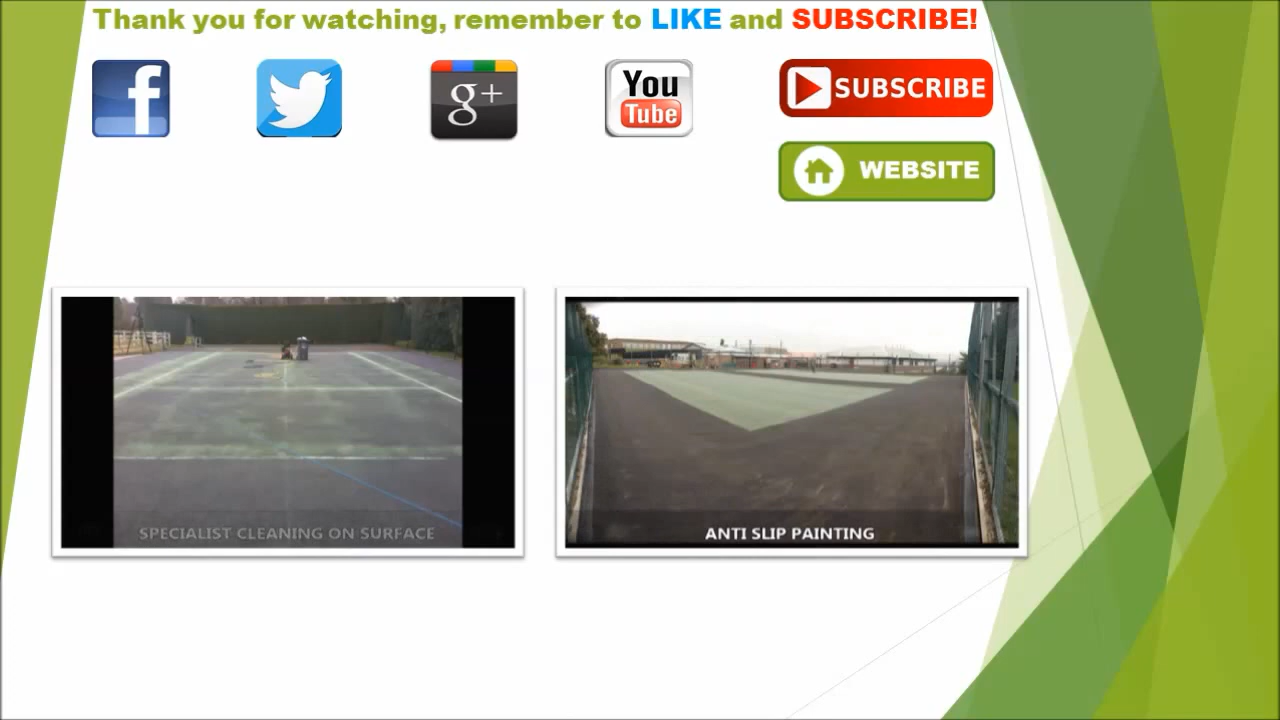 Thank you for watching, remember to LIKE and SUBSCRIBE!
f
g+
You
Tube
SUBSCRIBE
WEBSITE
SPECIALIST CLEANING ON SURFACE
ANTI SLIP PAINTING